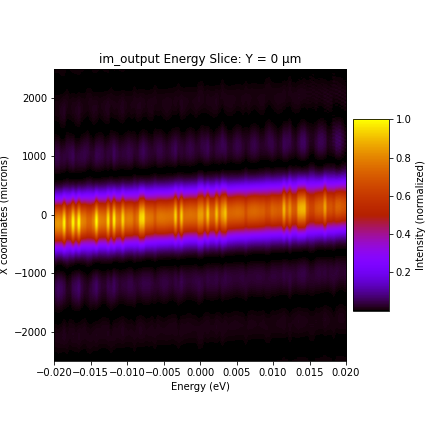 im_output Energy Slice: Y = 0 μm
X coordinates (microns)
2000
1000
0
−1000
−2000
−0.020 −0.015 −0.010 −0.005 0.000 0.005 0.010 0.015 0.020
Energy (eV)
1.0
0.8
0.6
0.4
0.2
Intensity (normalized)